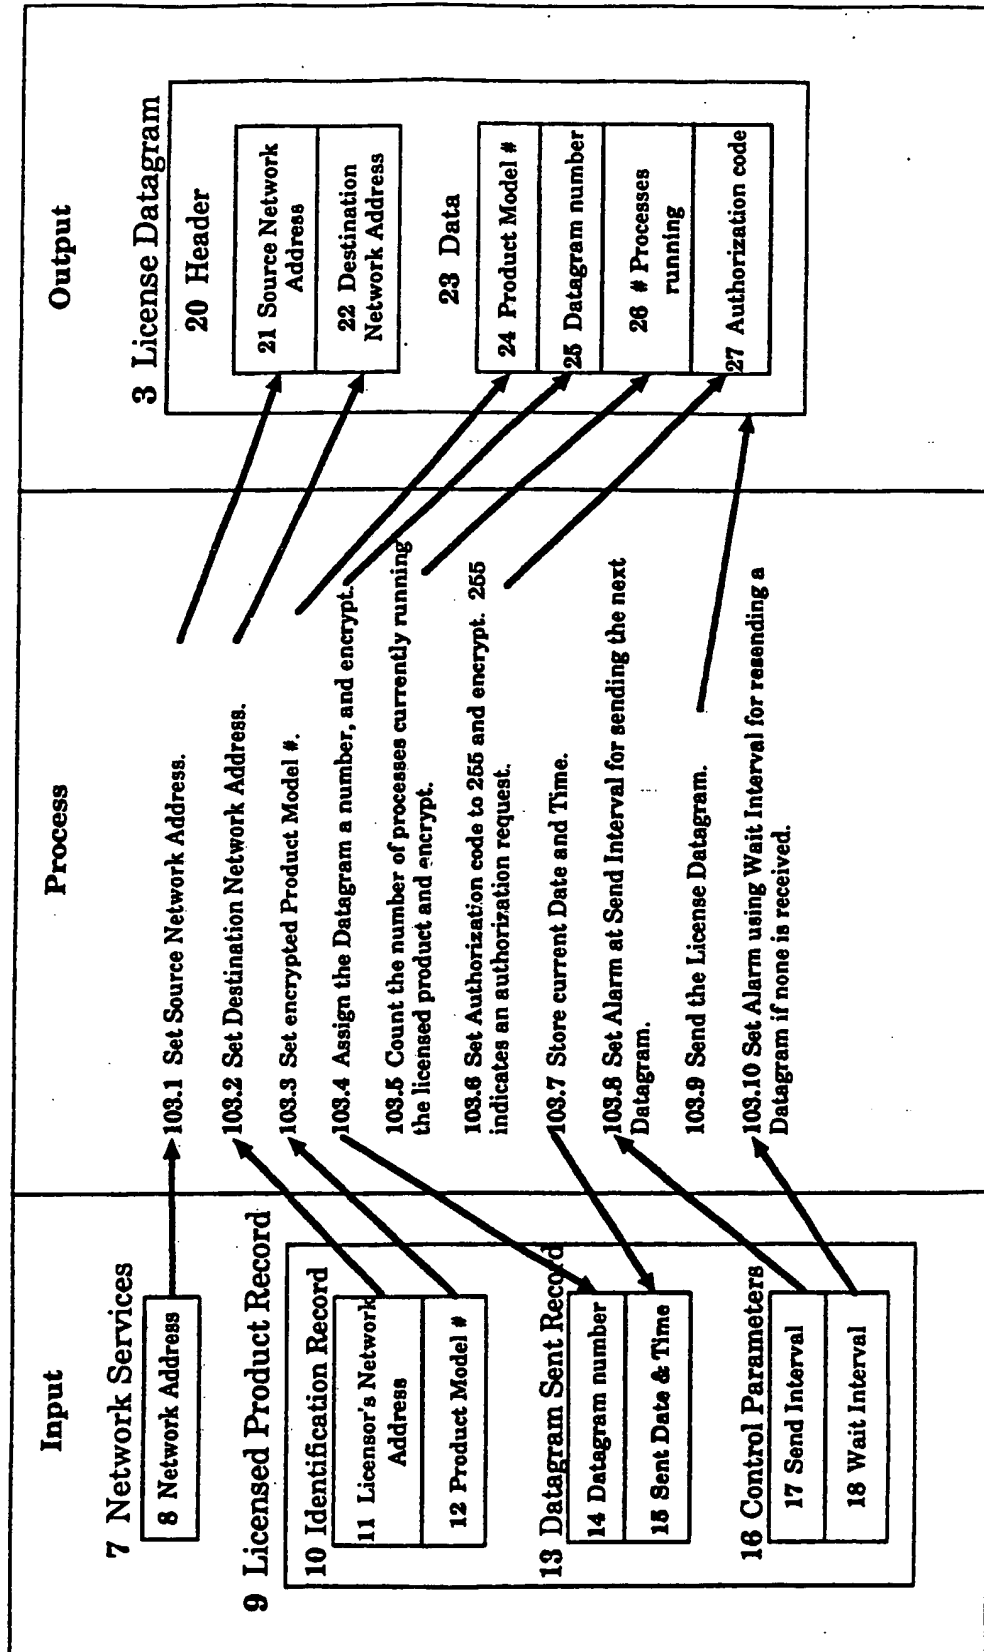 Input
7 Network Services
8 Network Address
9 Licensed Product Record
10 Identification Record
11 Licensor's Network
Address
12 Product Model #
13 Datagram Sent Record
14 Datagram number
15 Sent Date & Time
16 Control Parameters
17 Send Interval
18 Wait Interval
Process
103.1 Set Source Network Address.
103.2 Set Destination Network Address.
103.3 Set encrypted Product Model #.
103.4 Assign the Datagram a number, and encrypt.
103.5 Count the number of processes currently running
the licensed product and encrypt.
103.6 Set Authorization code to 255 and encrypt. 255
indicates an authorization request.
103.7 Store current Date and Time.
103.8 Set Alarm at Send Interval for sending the next
Datagram.
103.9 Send the License Datagram.
103.10 Set Alarm using Wait Interval for resending a
Datagram if none is received.
Output
3 License Datagram
20 Header
21 Source Network
Address
22 Destination
Network Address
23 Data
24 Product Model #
25 Datagram number
26 # Processes
running
27 Authorization code